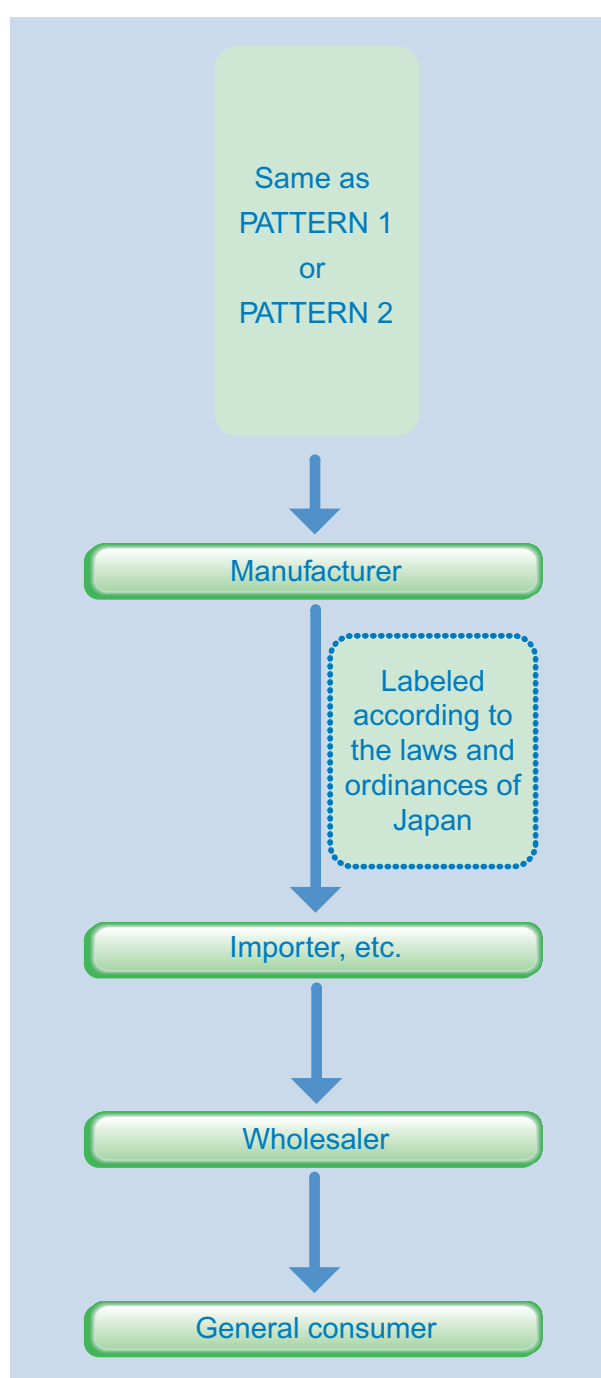 Same as
PATTERN 1
or
PATTERN 2
Manufacturer
Labeled
according to
the laws and
ordinances of
Japan
Importer, etc.
Wholesaler
General consumer